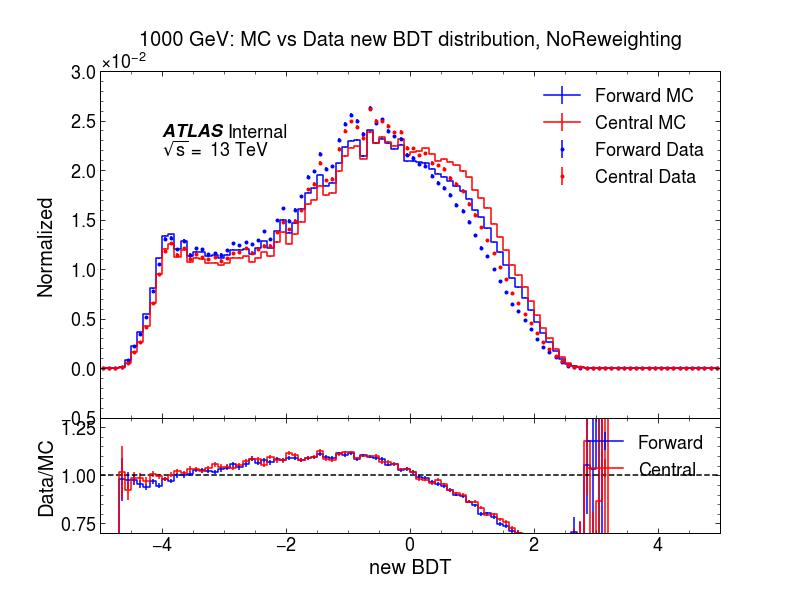 1000 GeV: MC vs Data new BDT distribution, NoReweighting
×10⁻²
3.0
2.5
2.0
1.5
1.0
0.5
0.0
0.5
Normalized
ATLAS Internal
√s = 13 TeV
Forward MC
Central MC
Forward Data
Central Data
1.25
1.00
0.75
Data/MC
Forward
Central
−4 −2 0 2 4
new BDT